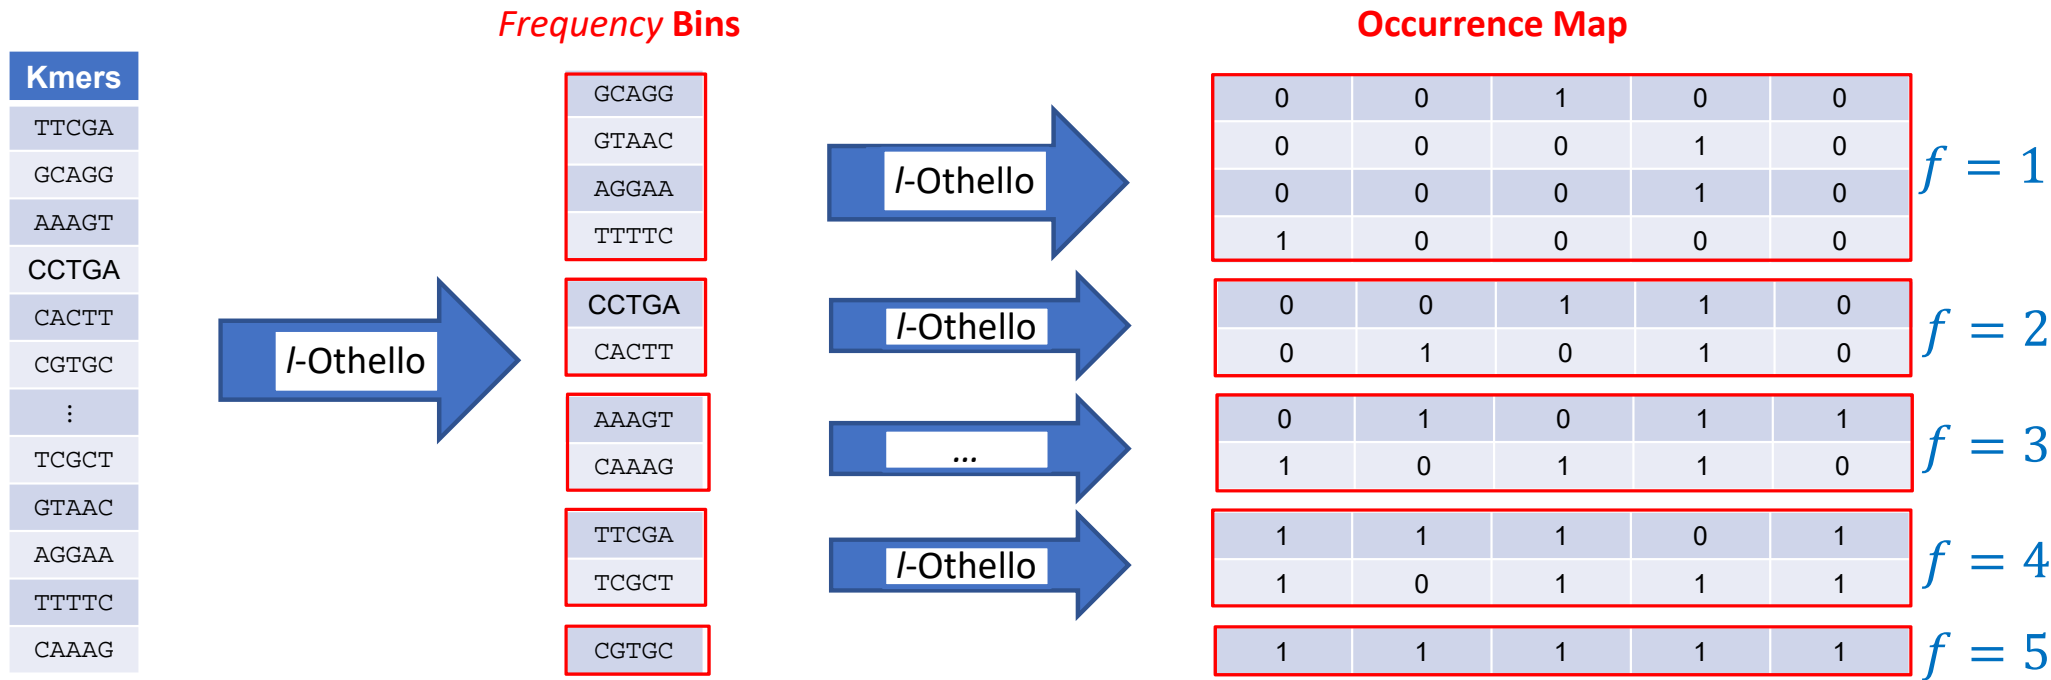 Frequency Bins
Occurrence Map
Kmers
TTCGA
GCAGG
AAAGT
CCTGA
CACTT
CGTGC
⋮
TCGCT
GTAAC
AGGAA
TTTTC
CAAAG
l-Othello
GCAGG
GTAAC
AGGAA
TTTTC
CCTGA
CACTT
AAAGT
CAAAG
TTCGA
TCGCT
CGTGC
l-Othello
l-Othello
...
l-Othello
0 0 1 0 0
0 0 0 1 0
0 0 0 1 0
1 0 0 0 0
f = 1
0 0 1 1 0
0 1 0 1 0
f = 2
0 1 0 1 1
1 0 1 1 0
f = 3
1 1 1 0 1
1 0 1 1 1
f = 4
1 1 1 1 1
f = 5